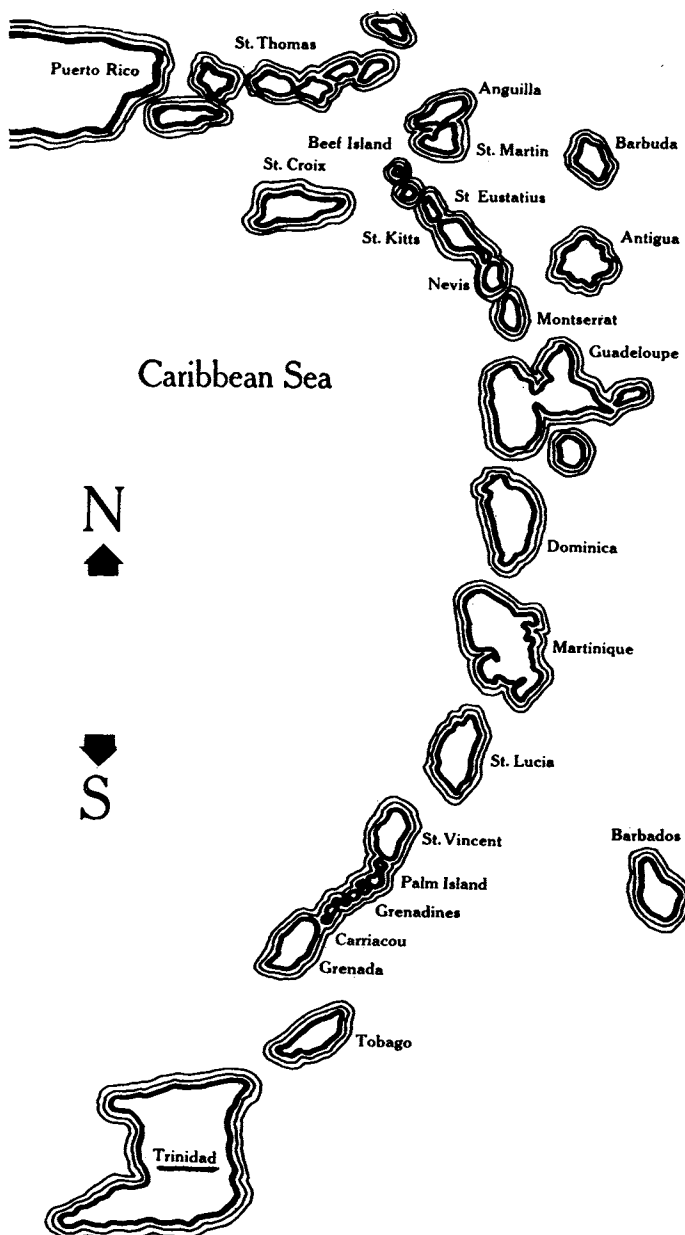 St. Thomas
Puerto Rico
Anguilla
Beef Island
St. Martin
Barbuda
St. Croix
St Eustatius
St. Kitts
Antigua
Nevis
Montserrat
Guadeloupe
Caribbean Sea
N
Dominica
Martinique
S
St. Lucia
St. Vincent
Barbados
Palm Island
Grenadines
Carriacou
Grenada
Tobago
Trinidad